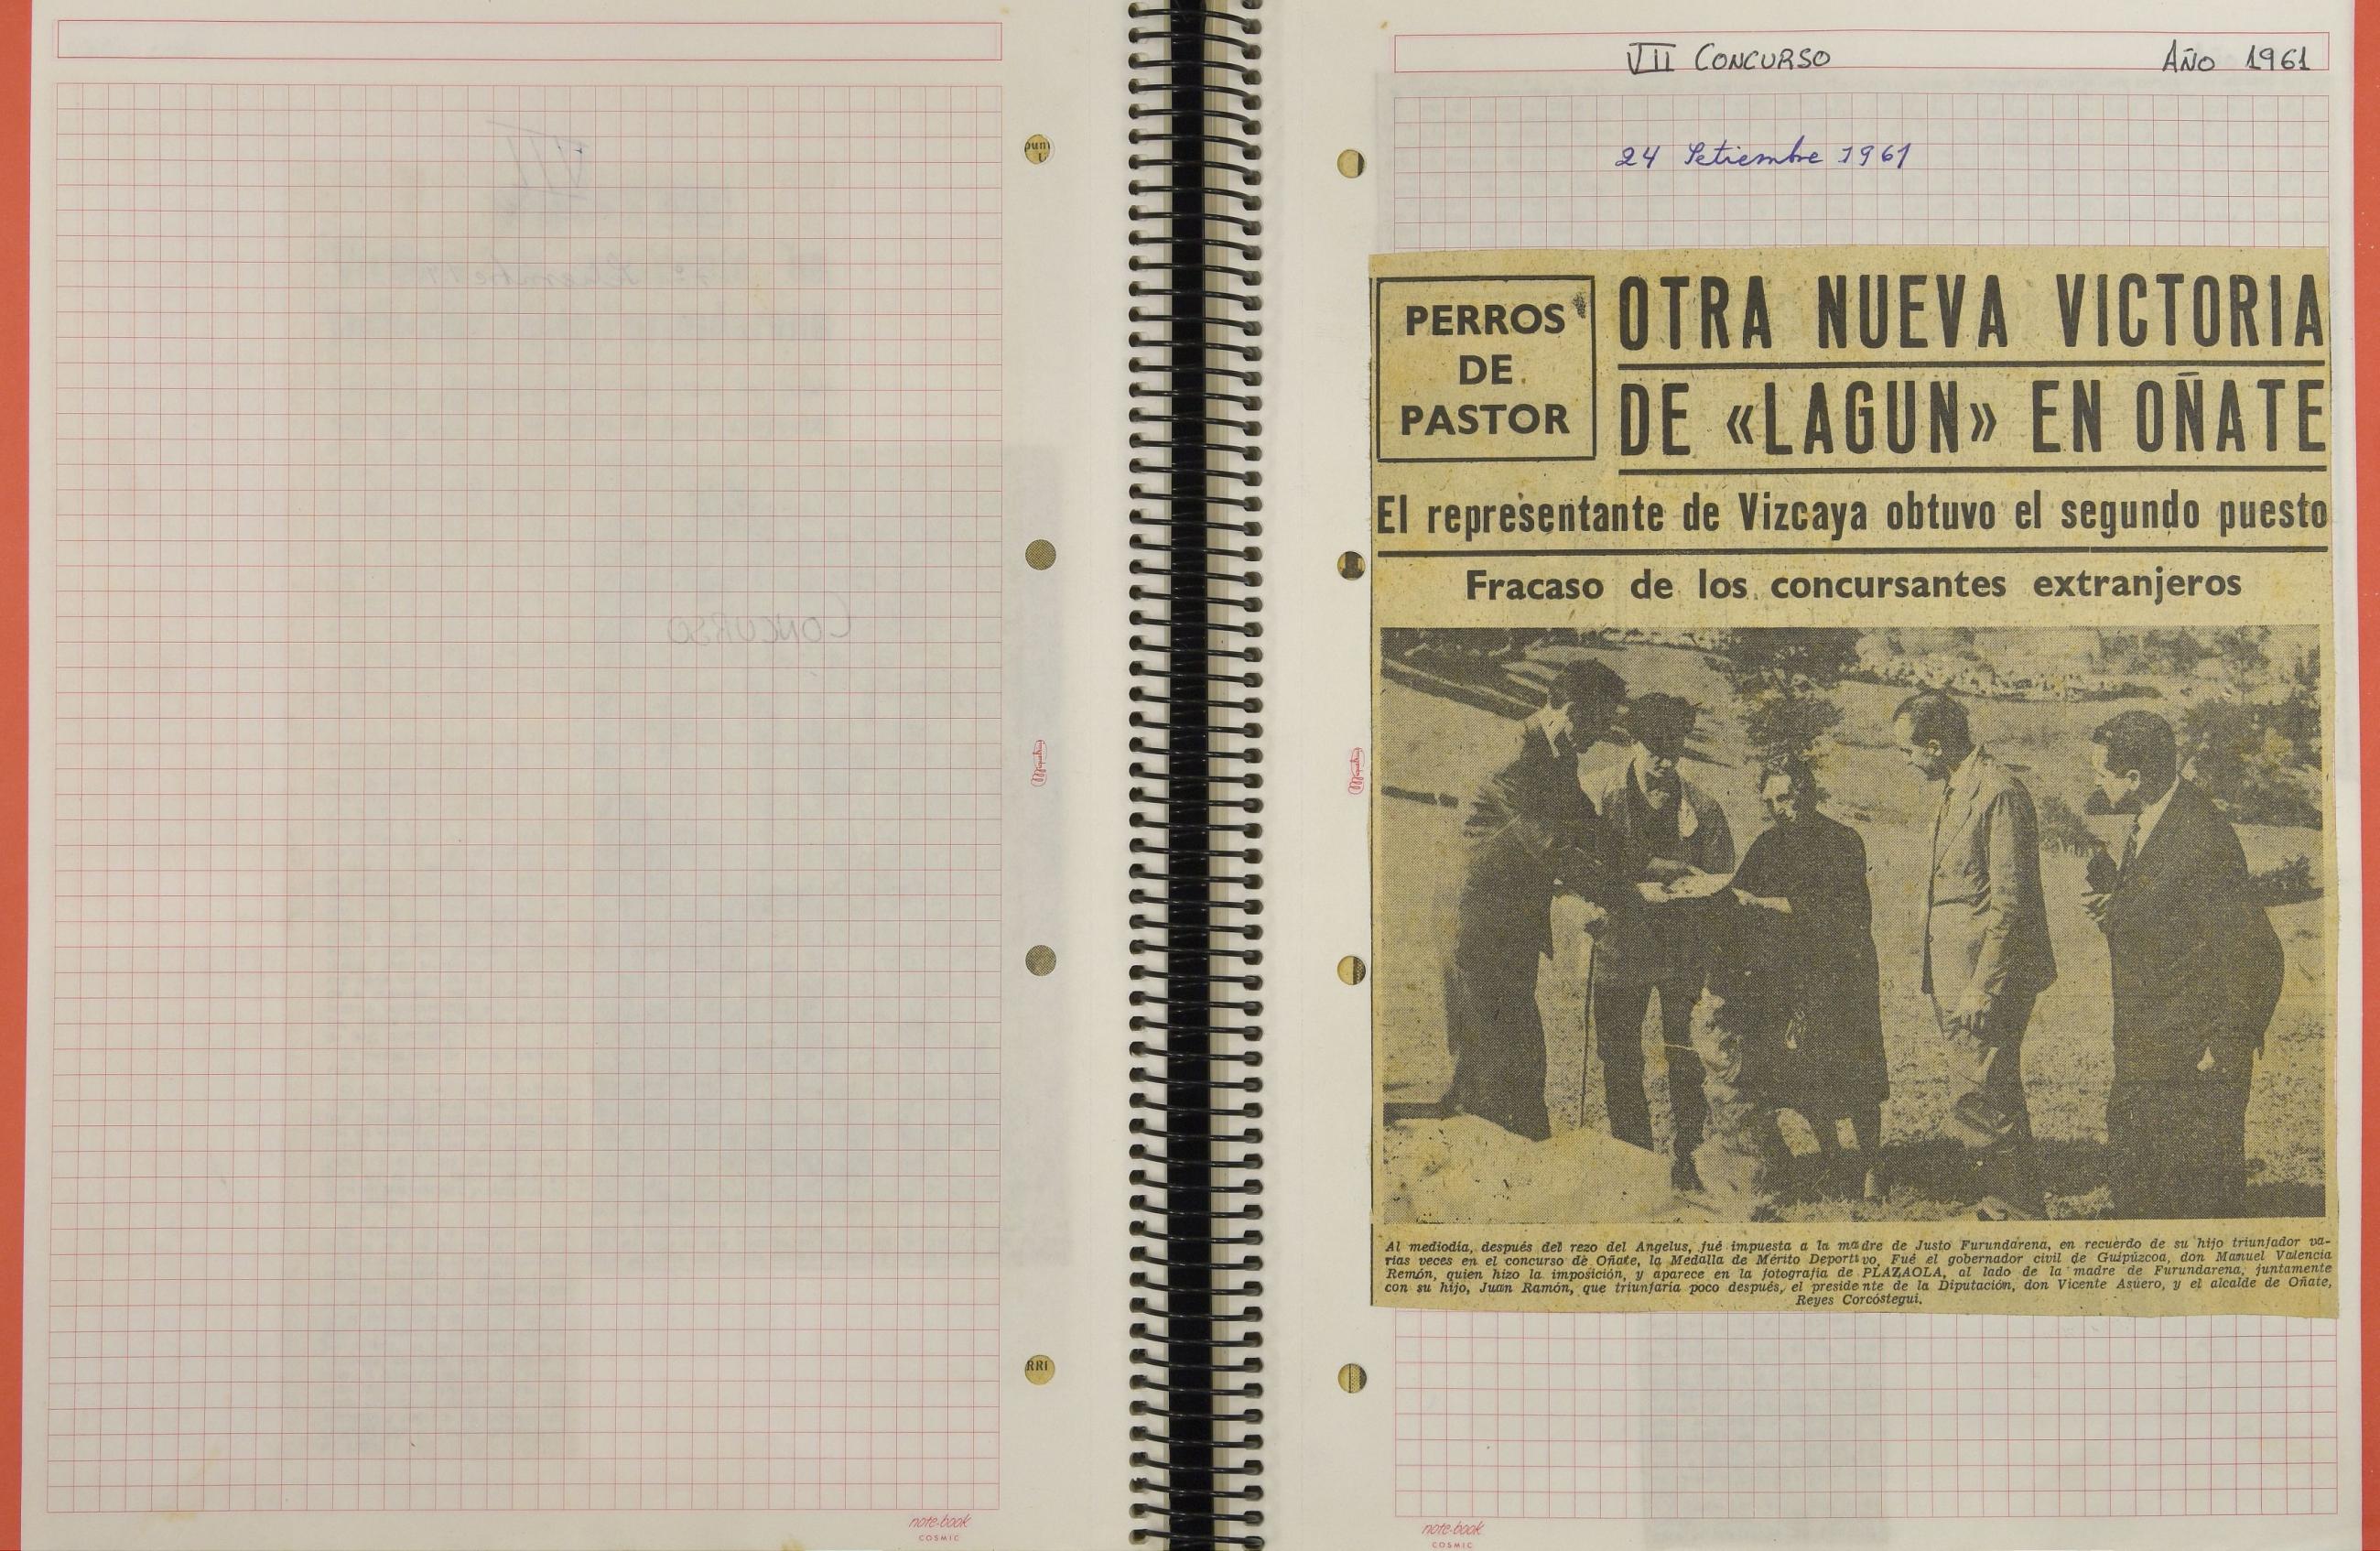 VII CONCURSO AÑO 1961
24 Setiembre 1961
PERROS
DE
PASTOR
OTRA NUEVA VICTORIA
DE «LAGUN» EN OÑATE
El representante de Vizcaya obtuvo el segundo puesto
Fracaso de los concursantes extranjeros
Al mediodía, después del rezo del Angelus, fué impuesta a la madre de Justo Furundarena, en recuerdo de su hijo triunfador va-
rias veces en el concurso de Oñate, la Medalla de Mérito Deportivo. Fué el gobernador civil de Guipúzcoa, don Manuel Valencia
Remón, quien hizo la imposición, y aparece en la fotografía de PLAZAOLA, al lado de la madre de Furundarena, juntamente
con su hijo, Juan Ramón, que triunfaría poco después, el presidente de la Diputación, don Vicente Asuero, y el alcalde de Oñate,
Reyes Corcóstegui.
CONCURSO
note-book
COSMIC
note-book
COSMIC
RRI